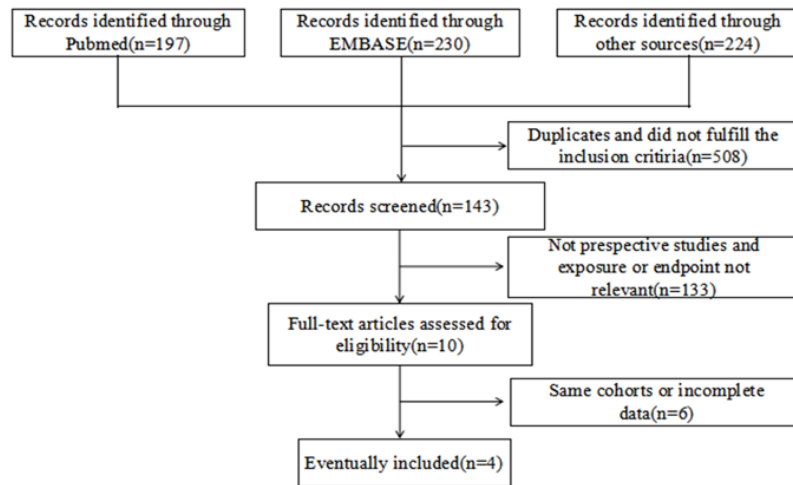 Records identified through
Pubmed(n=197)
Records identified through
EMBASE(n=230)
Records identified through
other sources(n=224)
Duplicates and did not fulfill the
inclusion critiria(n=508)
Records screened(n=143)
Not prespective studies and
exposure or endpoint not
relevant(n=133)
Full-text articles assessed for
eligibility(n=10)
Same cohorts or incomplete
data(n=6)
Eventually included(n=4)